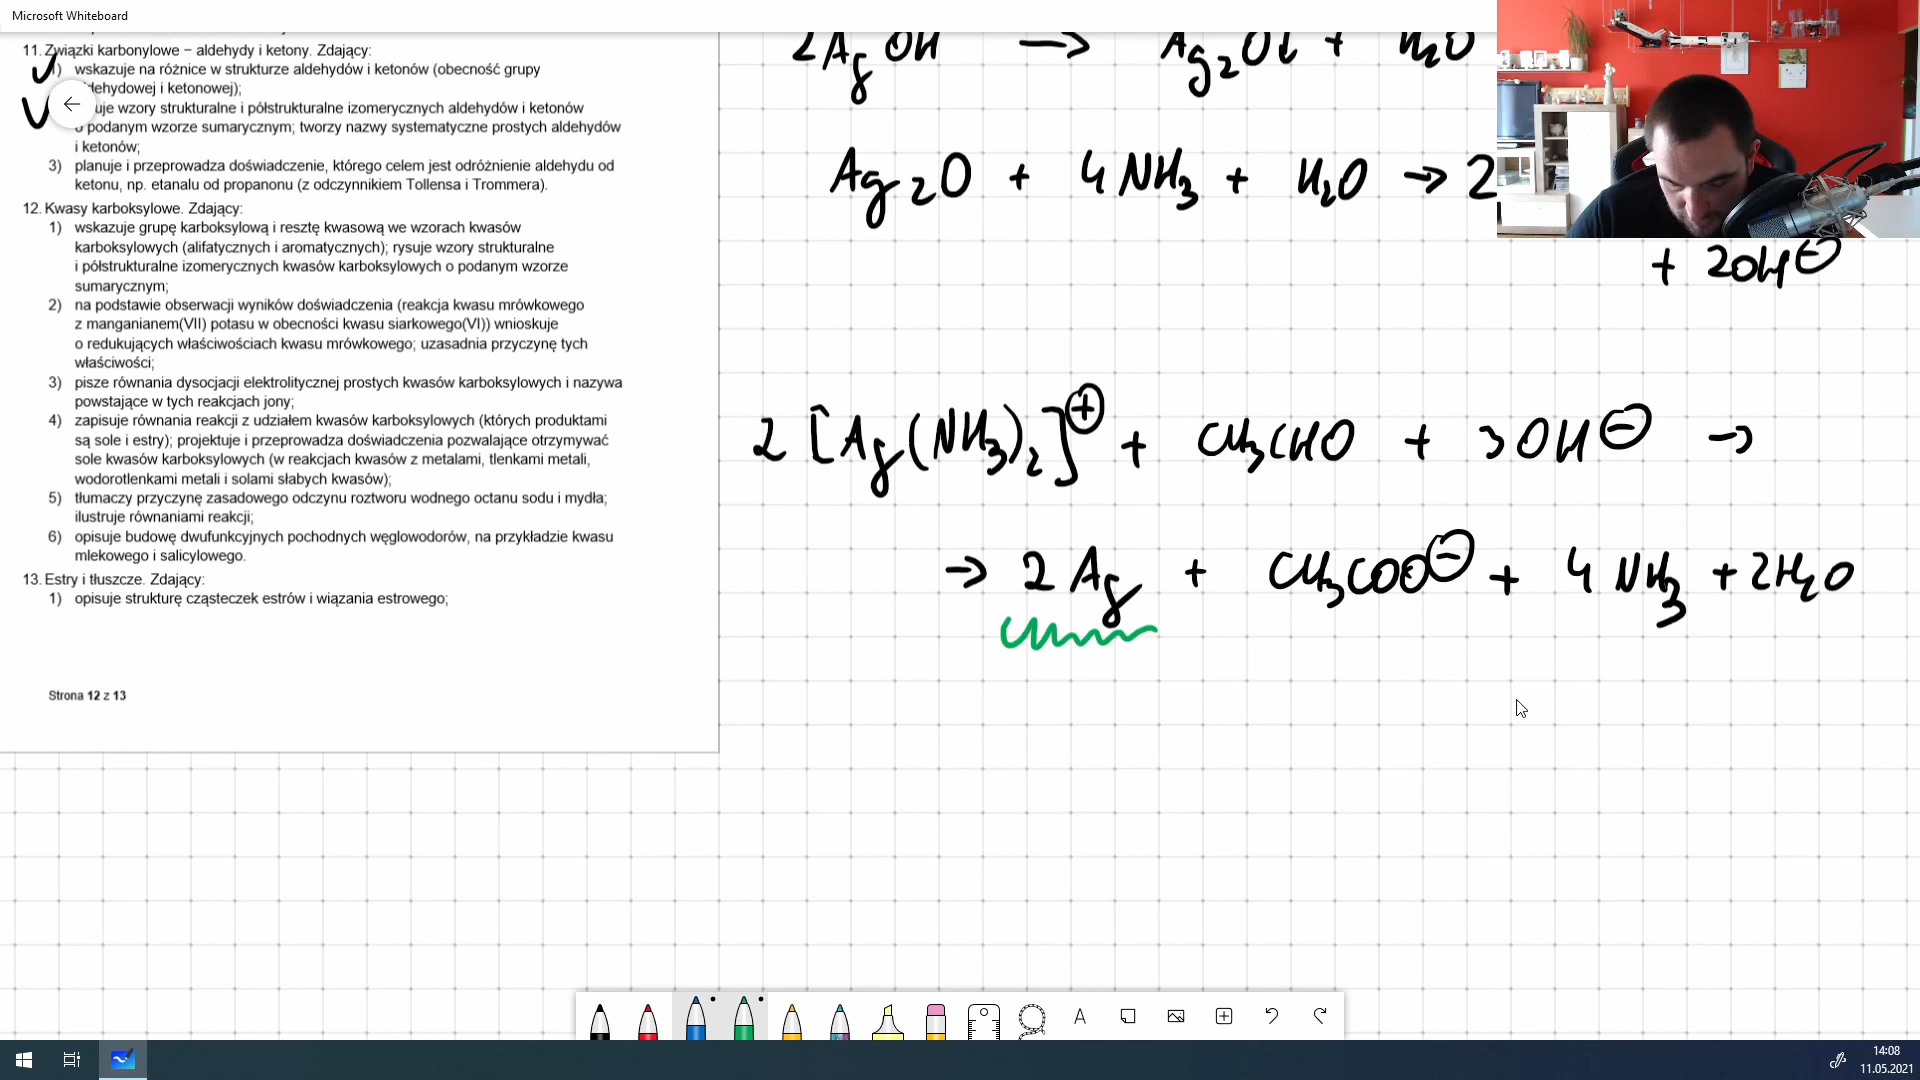 Microsoft Whiteboard
11. Związki karbonylowe − aldehydy i ketony. Zdający:
1) wskazuje na różnice w strukturze aldehydów i ketonów (obecność grupy
aldehydowej i ketonowej);
wzory strukturalne i półstrukturalne izomerycznych aldehydów i ketonów
o podanym wzorze sumarycznym; tworzy nazwy systematyczne prostych aldehydów
i ketonów;
3) planuje i przeprowadza doświadczenie, którego celem jest odróżnienie aldehydu od
ketonu, np. etanalu od propanonu (z odczynnikiem Tollensa i Trommera).
12. Kwasy karboksylowe. Zdający:
1) wskazuje grupę karboksylową i resztę kwasową we wzorach kwasów
karboksylowych (alifatycznych i aromatycznych); rysuje wzory strukturalne
i półstrukturalne izomerycznych kwasów karboksylowych o podanym wzorze
sumarycznym;
2) na podstawie obserwacji wyników doświadczenia (reakcja kwasu mrówkowego
z manganianem(VII) potasu w obecności kwasu siarkowego(VI)) wnioskuje
o redukujących właściwościach kwasu mrówkowego; uzasadnia przyczynę tych
właściwości;
3) pisze równania dysocjacji elektrolitycznej prostych kwasów karboksylowych i nazywa
powstające w tych reakcjach jony;
4) zapisuje równania reakcji z udziałem kwasów karboksylowych (których produktami
są sole i estry); projektuje i przeprowadza doświadczenia pozwalające otrzymywać
sole kwasów karboksylowych (w reakcjach kwasów z metalami, tlenkami metali,
wodorotlenkami metali i solami słabych kwasów);
5) tłumaczy przyczynę zasadowego odczynu roztworu wodnego octanu sodu i mydła;
ilustruje równaniami reakcji;
6) opisuje budowę dwufunkcyjnych pochodnych węglowodorów, na przykładzie kwasu
mlekowego i salicylowego.
13. Estry i tłuszcze. Zdający:
1) opisuje strukturę cząsteczek estrów i wiązania estrowego;
Strona 12 z 13
2AgOH → Ag₂O↓ + H₂O
Ag₂O + 4NH₃ + H₂O → 2
+ 2OH⊖
2[Ag(NH₃)₂]⊕ + CH₃CHO + 3OH⊖ →
→ 2Ag + CH₃COO⊖ + 4NH₃ + 2H₂O
14:08
11.05.2021